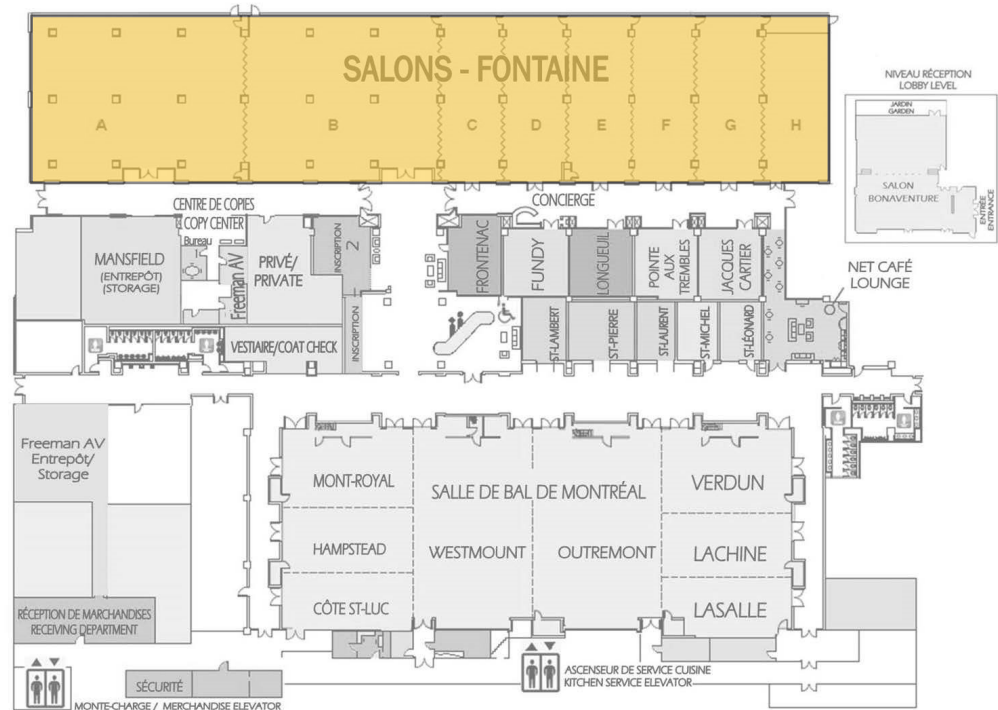 SALONS - FONTAINE
A
B
C
D
E
F
G
H
NIVEAU RÉCEPTION
LOBBY LEVEL
JARDIN
GARDEN
SALON
BONAVENTURE
ENTRÉE
ENTRANCE
CENTRE DE COPIES
COPY CENTER
CONCIERGE
Bureau
MANSFIELD
(ENTREPÔT)
(STORAGE)
Freeman AV
PRIVÉ/
PRIVATE
INSCRIPTION
2
FRONTENAC
FUNDY
LONGUEUIL
POINTE
AUX
TREMBLES
JACQUES
CARTIER
NET CAFÉ
LOUNGE
VESTIAIRE/COAT CHECK
INSCRIPTION
ST-LAMBERT
ST-PIERRE
ST-LAURENT
ST-MICHEL
ST-LÉONARD
Freeman AV
Entrepôt/
Storage
MONT-ROYAL
SALLE DE BAL DE MONTRÉAL
VERDUN
HAMPSTEAD
WESTMOUNT
OUTREMONT
LACHINE
CÔTE ST-LUC
LASALLE
RÉCEPTION DE MARCHANDISES
RECEIVING DEPARTMENT
SÉCURITÉ
ASCENSEUR DE SERVICE CUISINE
KITCHEN SERVICE ELEVATOR
MONTE-CHARGE / MERCHANDISE ELEVATOR